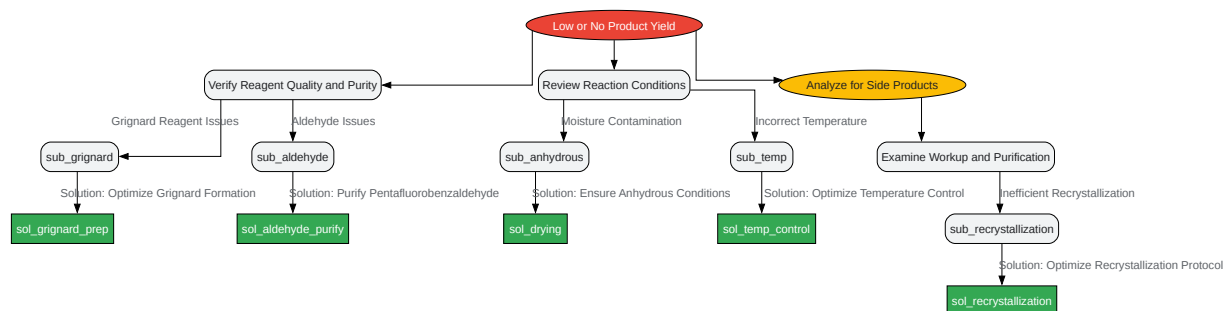 Low or No Product Yield
Verify Reagent Quality and Purity
Review Reaction Conditions
Analyze for Side Products
Grignard Reagent Issues
Aldehyde Issues
Moisture Contamination
Incorrect Temperature
sub_grignard
sub_aldehyde
sub_anhydrous
sub_temp
Examine Workup and Purification
Solution: Optimize Grignard Formation
Solution: Purify Pentafluorobenzaldehyde
Solution: Ensure Anhydrous Conditions
Solution: Optimize Temperature Control
Inefficient Recrystallization
sol_grignard_prep
sol_aldehyde_purify
sol_drying
sol_temp_control
sub_recrystallization
Solution: Optimize Recrystallization Protocol
sol_recrystallization